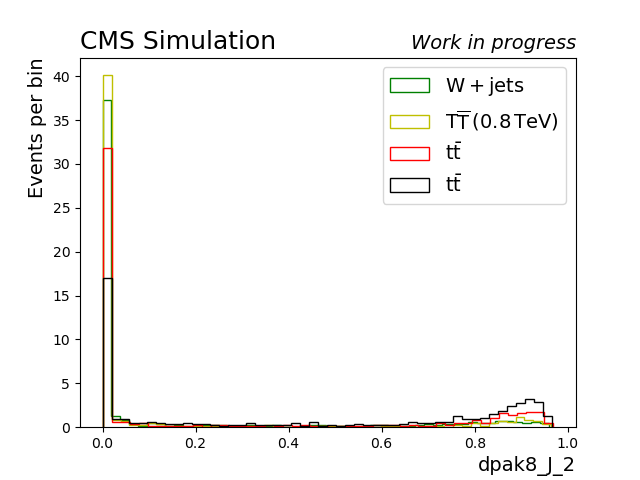 CMS Simulation
Work in progress
Events per bin
40
35
30
25
20
15
10
5
0
W + jets
TT̅ (0.8 TeV)
tt̄
tt̄
0.0 0.2 0.4 0.6 0.8 1.0
dpak8_J_2